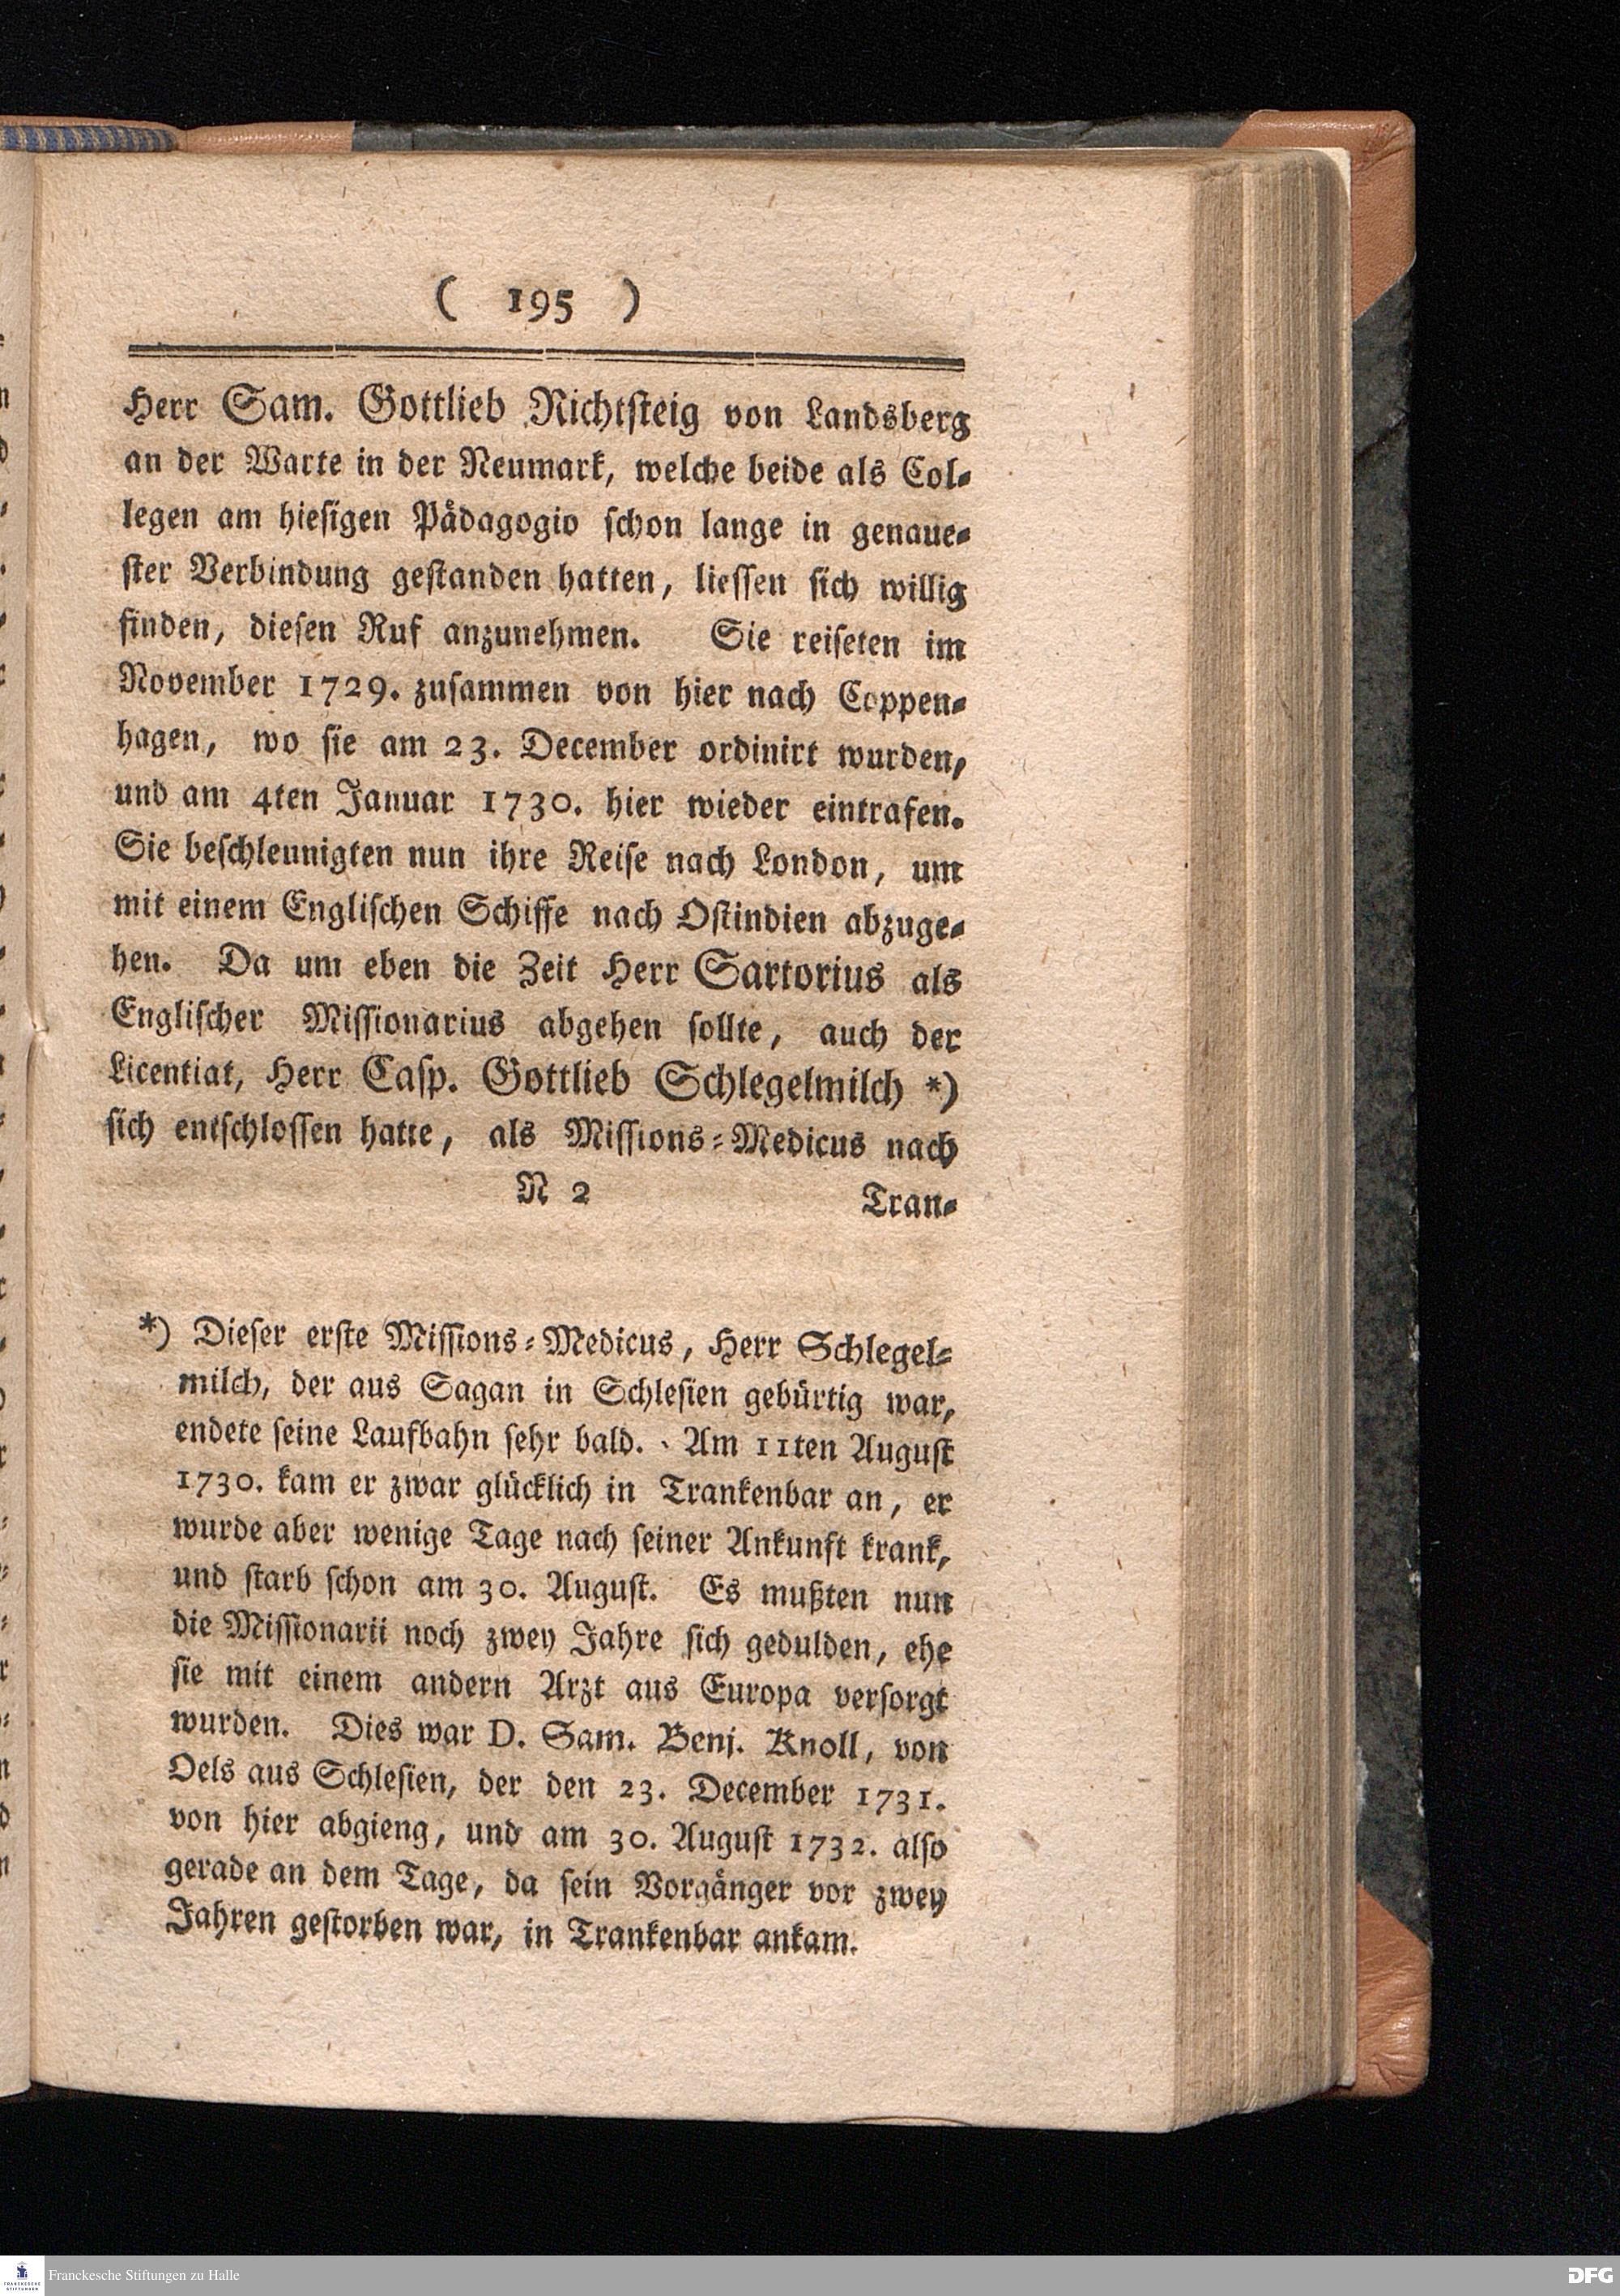 ( 195 )
Herr Sam. Gottlieb Richtsteig von Landsberg
an der Warte in der Neumark, welche beide als Col-
legen am hiesigen Pädagogio schon lange in genaue-
ster Verbindung gestanden hatten, liessen sich willig
finden, diesen Ruf anzunehmen. Sie reiseten im
November 1729. zusammen von hier nach Coppen-
hagen, wo sie am 23. December ordinirt wurden,
und am 4ten Januar 1730. hier wieder eintrafen.
Sie beschleunigten nun ihre Reise nach London, um
mit einem Englischen Schiffe nach Ostindien abzuge-
hen. Da um eben die Zeit Herr Sartorius als
Englischer Missionarius abgehen sollte, auch der
Licentiat, Herr Casp. Gottlieb Schlegelmilch *)
sich entschlossen hatte, als Missions-Medicus nach
N 2 Tran-
*) Dieser erste Missions-Medicus, Herr Schlegel-
milch, der aus Sagan in Schlesien gebürtig war,
endete seine Laufbahn sehr bald. Am 11ten August
1730. kam er zwar glücklich in Trankenbar an, er
wurde aber wenige Tage nach seiner Ankunft krank,
und starb schon am 30. August. Es mußten nun
die Missionarii noch zwey Jahre sich gedulden, ehe
sie mit einem andern Arzt aus Europa versorgt
wurden. Dies war D. Sam. Benj. Knoll, von
Oels aus Schlesien, der den 23. December 1731.
von hier abgieng, und am 30. August 1732. also
gerade an dem Tage, da sein Vorgänger vor zwey
Jahren gestorben war, in Trankenbar ankam.
FRANCKESCHE
STIFTUNGEN
Franckesche Stiftungen zu Halle
DFG